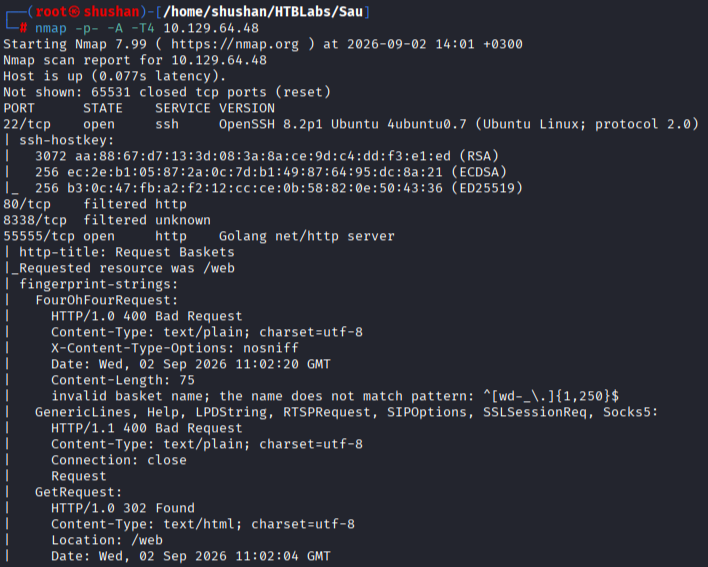 ┌──(root㉿shushan)-[/home/shushan/HTBLabs/Sau]
└─# nmap -p- -A -T4 10.129.64.48
Starting Nmap 7.99 ( https://nmap.org ) at 2026-09-02 14:01 +0300
Nmap scan report for 10.129.64.48
Host is up (0.077s latency).
Not shown: 65531 closed tcp ports (reset)
PORT      STATE    SERVICE VERSION
22/tcp    open     ssh     OpenSSH 8.2p1 Ubuntu 4ubuntu0.7 (Ubuntu Linux; protocol 2.0)
| ssh-hostkey:
|   3072 aa:88:67:d7:13:3d:08:3a:8a:ce:9d:c4:dd:f3:e1:ed (RSA)
|   256 ec:2e:b1:05:87:2a:0c:7d:b1:49:87:64:95:dc:8a:21 (ECDSA)
|_  256 b3:0c:47:fb:a2:f2:12:cc:ce:0b:58:82:0e:50:43:36 (ED25519)
80/tcp    filtered http
8338/tcp  filtered unknown
55555/tcp open     http    Golang net/http server
| http-title: Request Baskets
|_Requested resource was /web
| fingerprint-strings:
|   FourOhFourRequest:
|     HTTP/1.0 400 Bad Request
|     Content-Type: text/plain; charset=utf-8
|     X-Content-Type-Options: nosniff
|     Date: Wed, 02 Sep 2026 11:02:20 GMT
|     Content-Length: 75
|     invalid basket name; the name does not match pattern: ^[wd-_\.]{1,250}$
|   GenericLines, Help, LPDString, RTSPRequest, SIPOptions, SSLSessionReq, Socks5:
|     HTTP/1.1 400 Bad Request
|     Content-Type: text/plain; charset=utf-8
|     Connection: close
|     Request
|   GetRequest:
|     HTTP/1.0 302 Found
|     Content-Type: text/html; charset=utf-8
|     Location: /web
|     Date: Wed, 02 Sep 2026 11:02:04 GMT